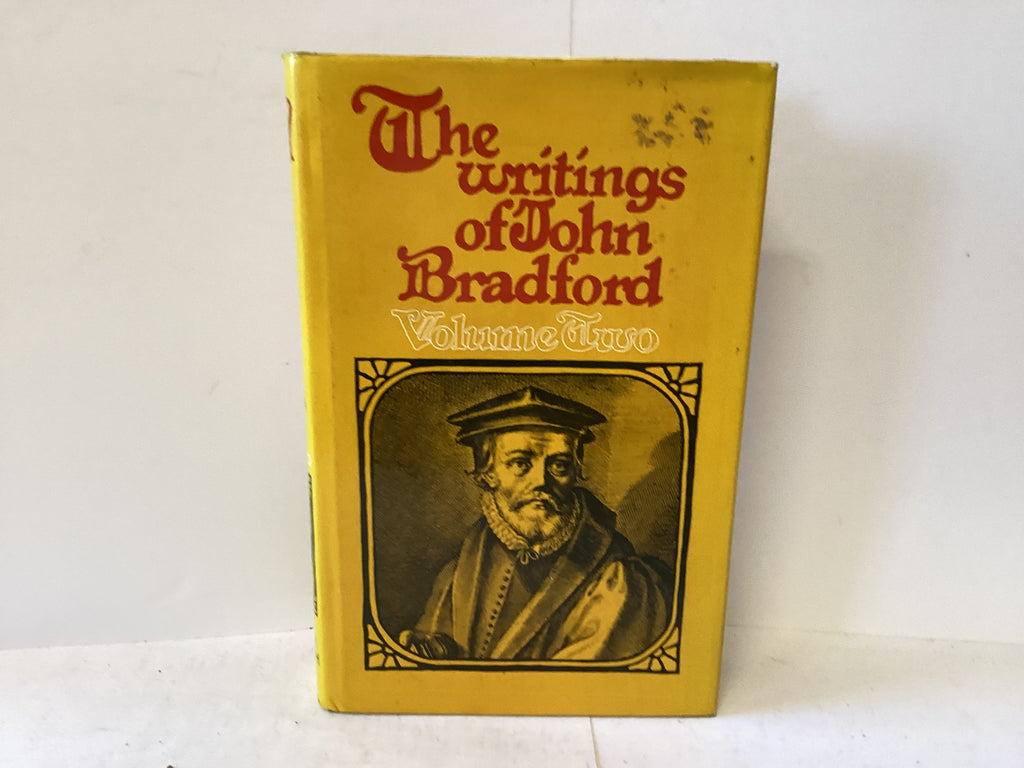 The
writings
of John
Bradford
Volume Two